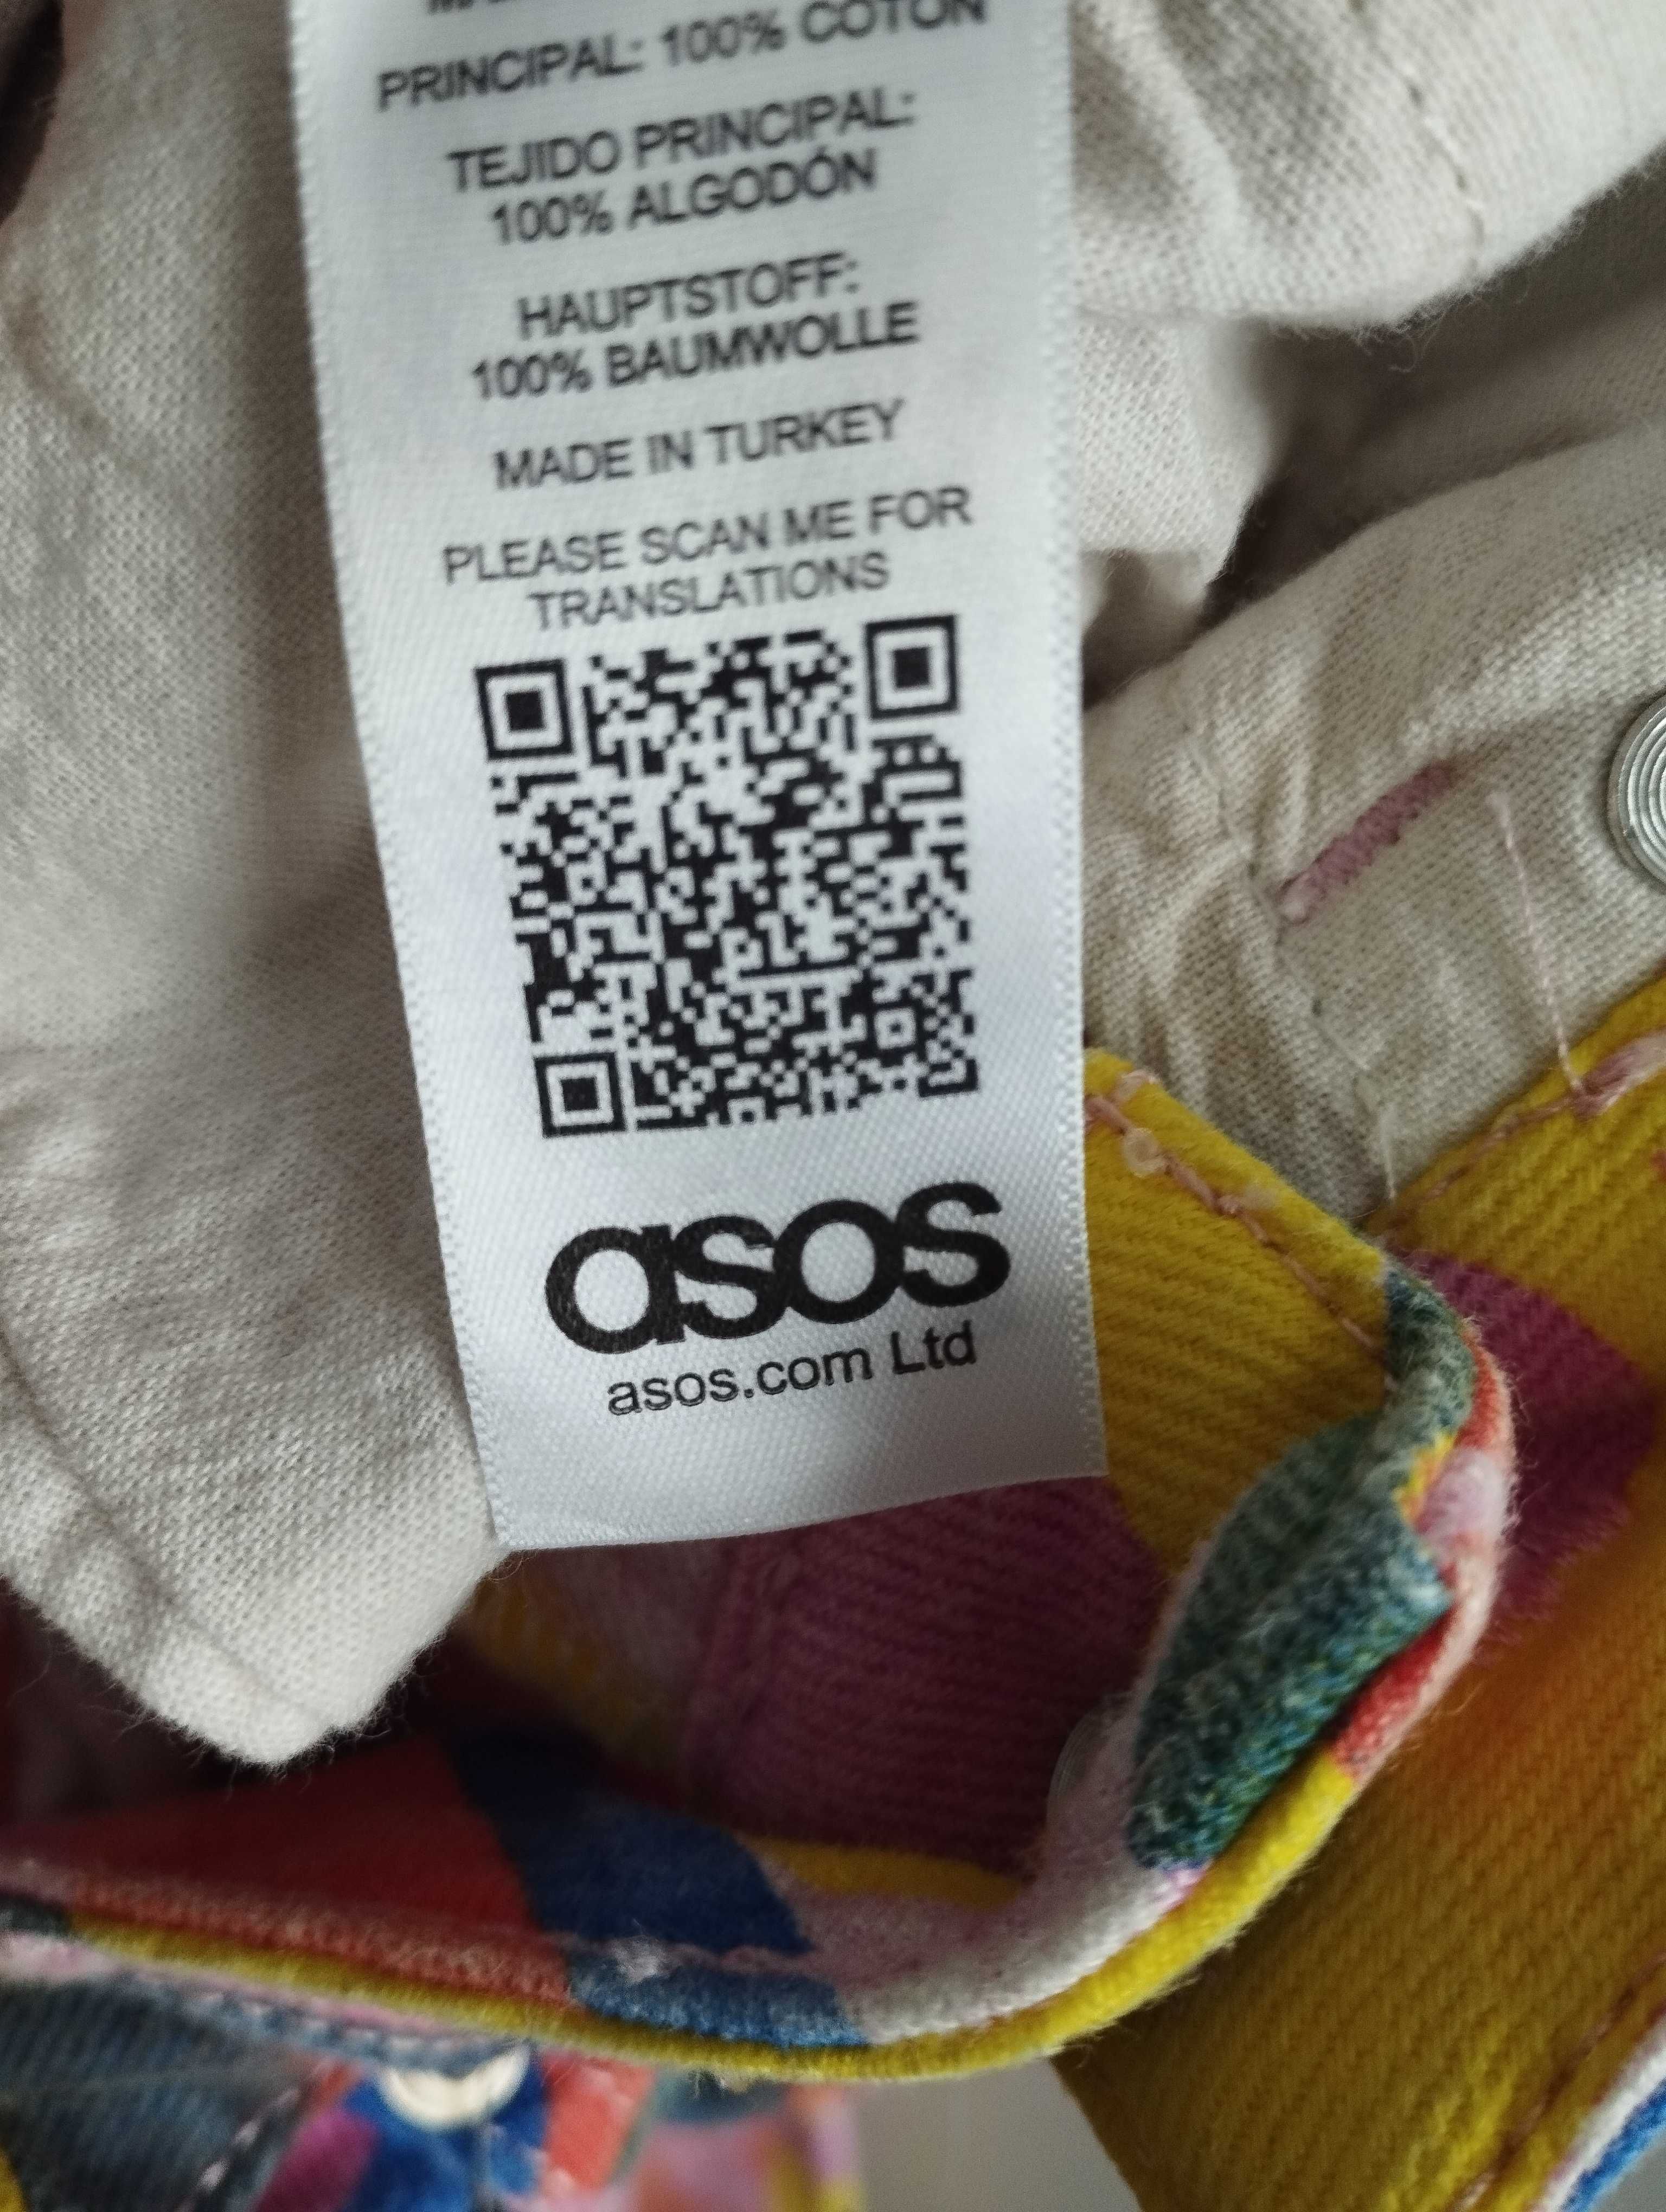 PRINCIPAL: 100% COTON
TEJIDO PRINCIPAL:
100% ALGODÓN
HAUPTSTOFF:
100% BAUMWOLLE
MADE IN TURKEY
PLEASE SCAN ME FOR
TRANSLATIONS
asos
asos.com Ltd